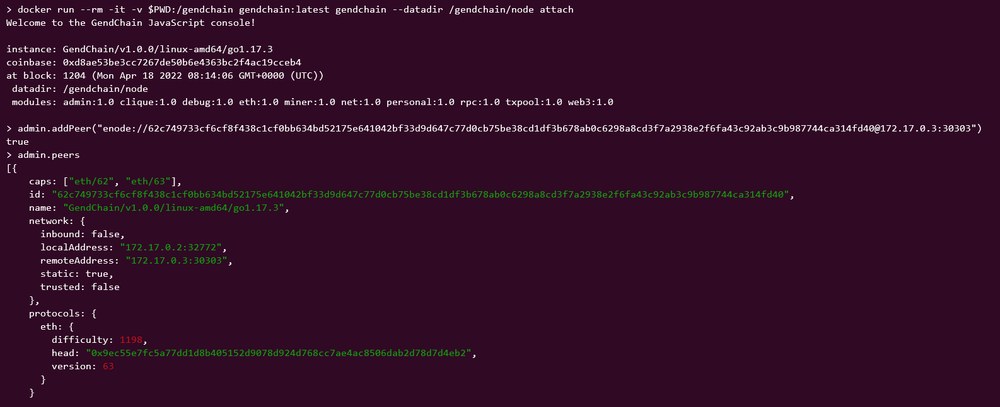 > docker run --rm -it -v $PWD:/gendchain gendchain:latest gendchain --datadir /gendchain/node attach
Welcome to the GendChain JavaScript console!
instance: GendChain/v1.0.0/linux-amd64/go1.17.3
coinbase: 0xd8ae53be3cc7267de50b6e4363bc2f4ac19cceb4
at block: 1204 (Mon Apr 18 2022 08:14:06 GMT+0000 (UTC))
datadir: /gendchain/node
modules: admin:1.0 clique:1.0 debug:1.0 eth:1.0 miner:1.0 net:1.0 personal:1.0 rpc:1.0 txpool:1.0 web3:1.0
> admin.addPeer("enode://62c749733cf6cf8f438c1cf0bb634bd52175e641042bf33d9d647c77d0cb75be38cd1df3b678ab0c6298a8cd3f7a2938e2f6fa43c92ab3c9b987744ca314fd40@172.17.0.3:30303")
true
> admin.peers
[{
caps: ["eth/62", "eth/63"],
id: "62c749733cf6cf8f438c1cf0bb634bd52175e641042bf33d9d647c77d0cb75be38cd1df3b678ab0c6298a8cd3f7a2938e2f6fa43c92ab3c9b987744ca314fd40",
name: "GendChain/v1.0.0/linux-amd64/go1.17.3",
network: {
inbound: false,
localAddress: "172.17.0.2:32772",
remoteAddress: "172.17.0.3:30303",
static: true,
trusted: false
},
protocols: {
eth: {
difficulty: 1198,
head: "0x9ec55e7fc5a77dd1d8b405152d9078d924d768cc7ae4ac8506dab2d78d7d4eb2",
version: 63
}
}